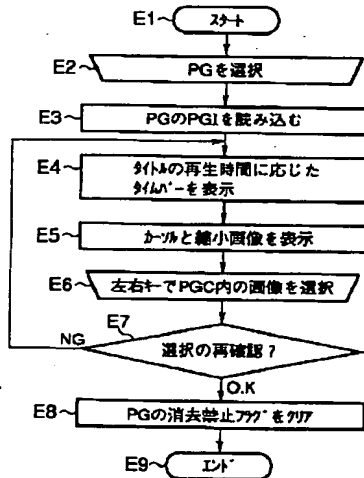 E1 スタート
E2 PGを選択
E3 PGのPGIを読み込む
E4 タイトルの再生時間に応じた
タイムバーを表示
E5 カーソルと縮小画像を表示
E6 左右キーでPGC内の画像を選択
E7
NG 選択の再確認?
O.K
E8 PGの消去禁止フラグをクリア
E9 エンド